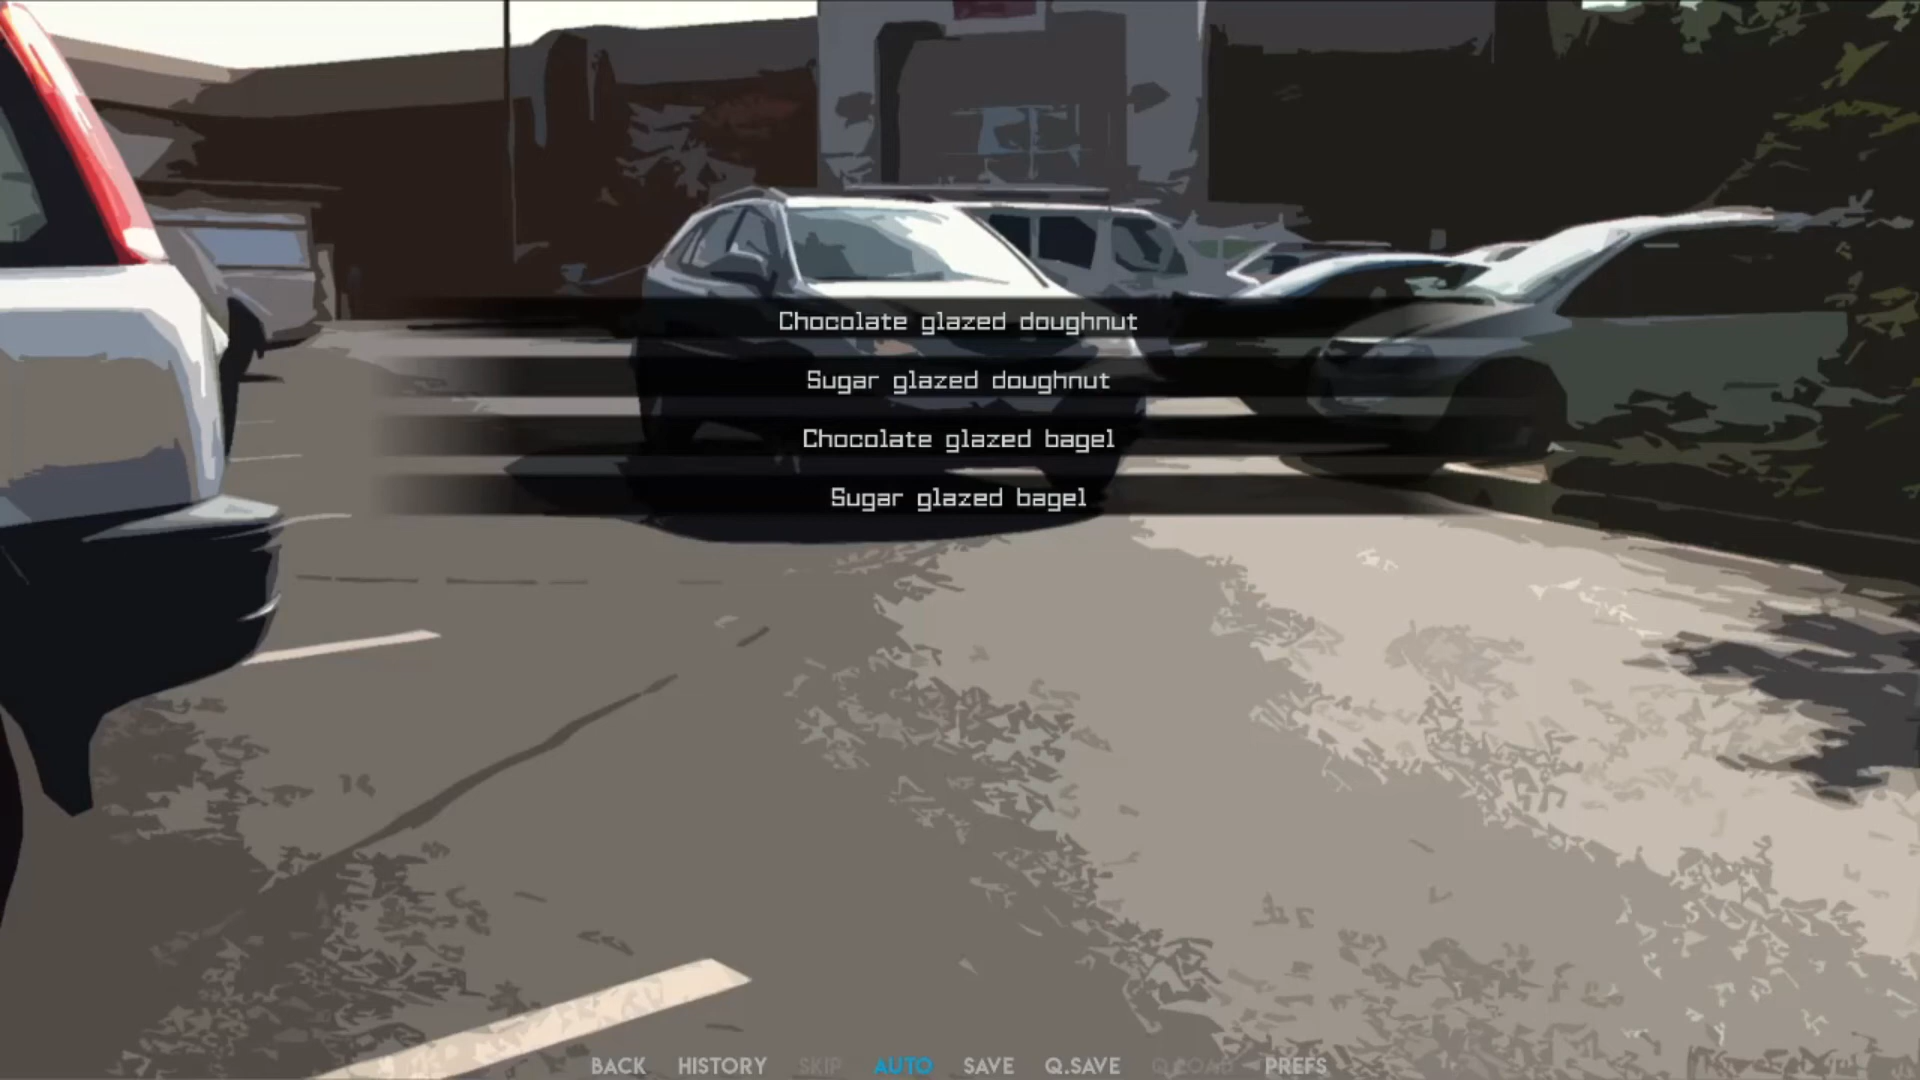 Chocolate glazed doughnut
Sugar glazed doughnut
Chocolate glazed bagel
Sugar glazed bagel
BACK HISTORY SKIP AUTO SAVE Q.SAVE Q.LOAD PREFS